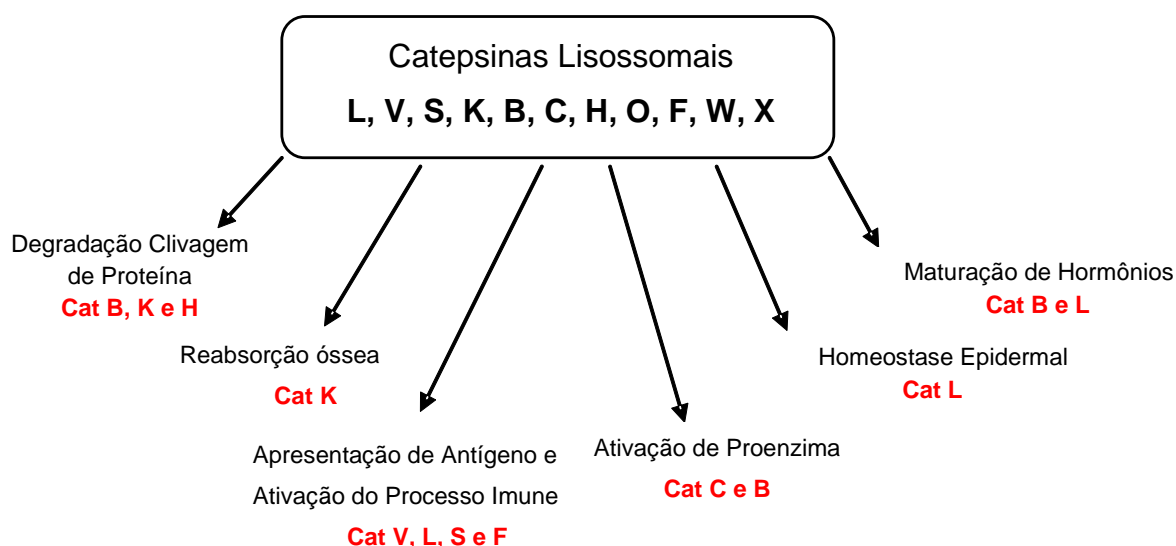 Catepsinas Lisossomais
L, V, S, K, B, C, H, O, F, W, X
Degradação Clivagem
de Proteína
Cat B, K e H
Reabsorção óssea
Cat K
Apresentação de Antígeno e
Ativação do Processo Imune
Cat V, L, S e F
Ativação de Proenzima
Cat C e B
Homeostase Epidermal
Cat L
Maturação de Hormônios
Cat B e L